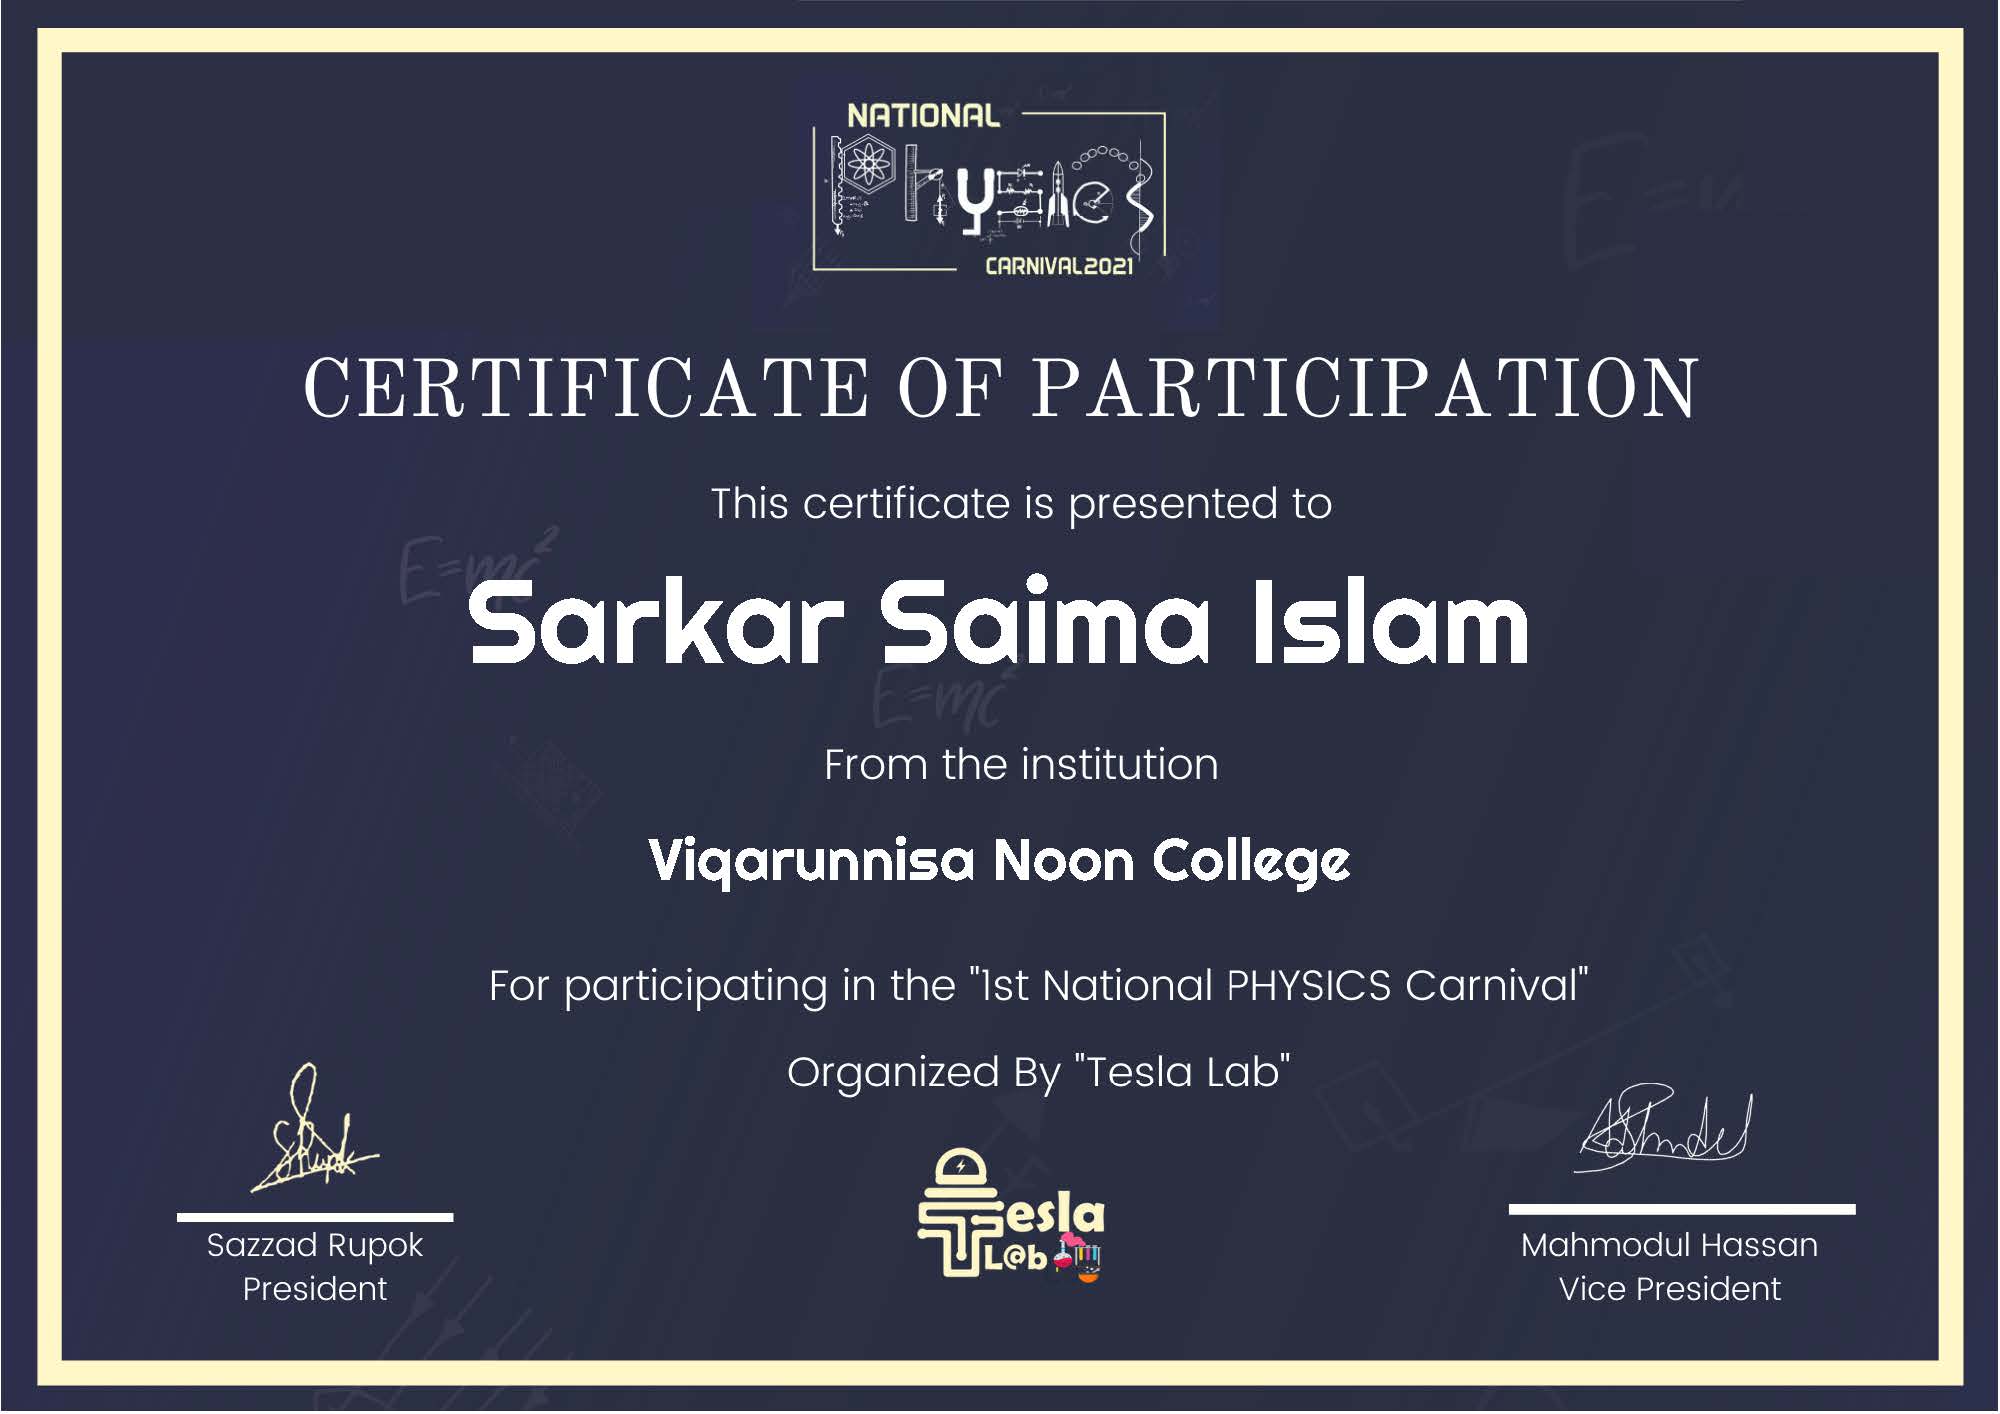 NATIONAL
Physics
CARNIVAL2021
CERTIFICATE OF PARTICIPATION
This certificate is presented to
E=mc²
Sarkar Saima Islam
E=mc²
From the institution
Viqarunnisa Noon College
For participating in the "1st National PHYSICS Carnival"
Organized By "Tesla Lab"
Tesla
L@b
Sazzad Rupok
President
Mahmodul Hassan
Vice President